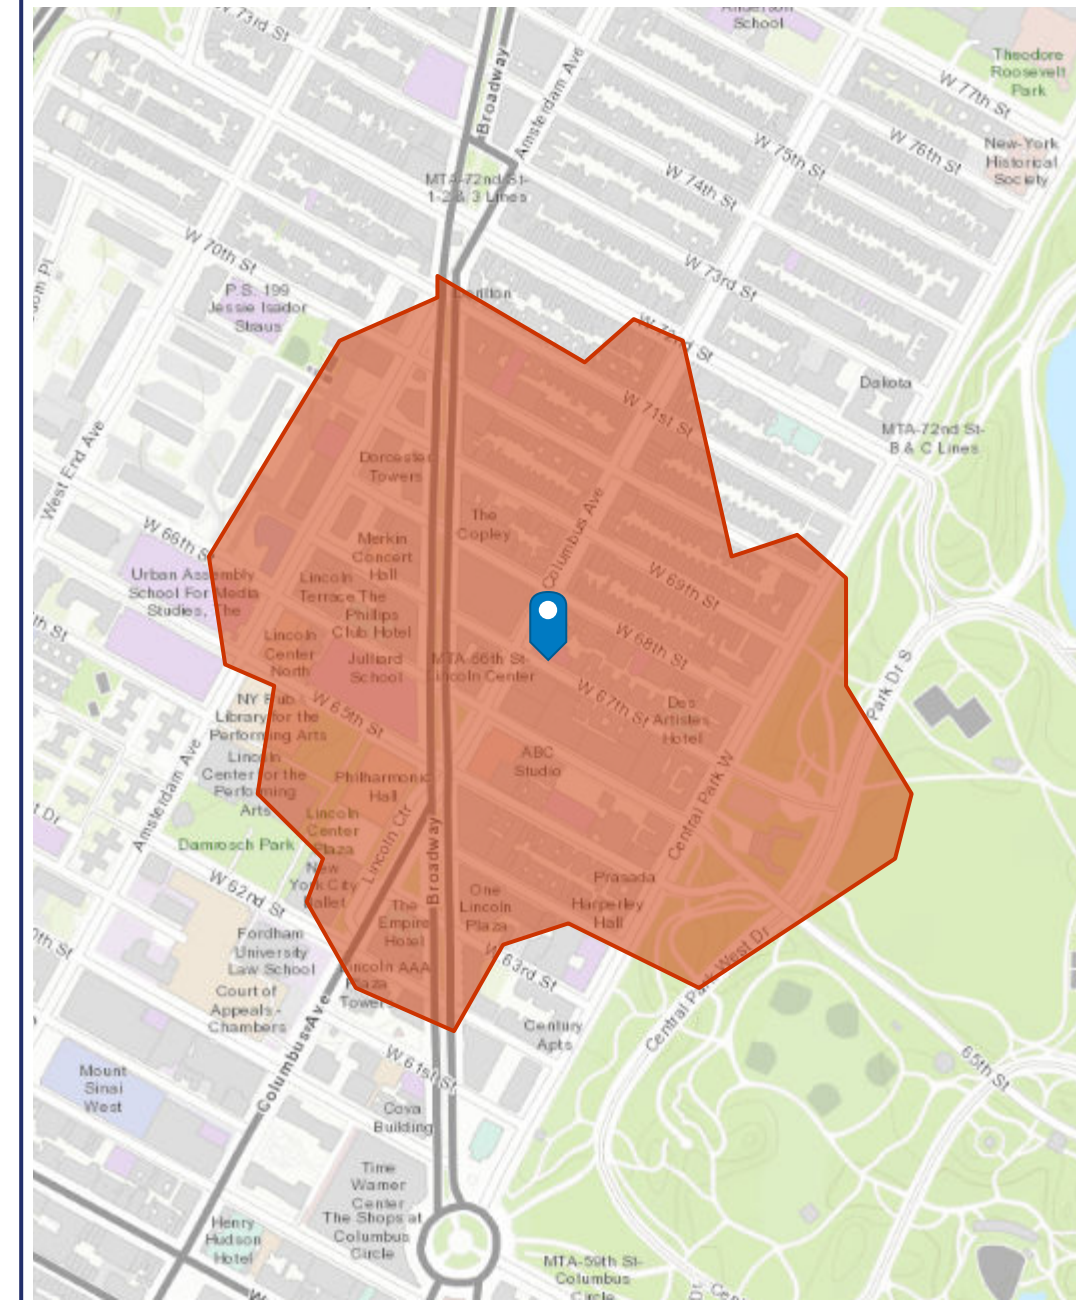 W 73rd St
School
Broadway
Amsterdam Ave
Theodore
Roosevelt
Park
W 77th St
W 76th St
W 75th St
New-York
Historical
Society
MTA-72nd St-
1-2 & 3 Lines
W 74th St
W 70th St
W 73rd St
P.S. 199
Jessie Isador
Straus
W 72nd St
Dakota
W 71st St
MTA-72nd St-
B & C Lines
West End Ave
Dorcester
Towers
The
Copley
Columbus Ave
W 66th St
Merkin
Concert
Hall
Urban Assembly
School For Media
Studies, The
Lincoln
Terrace
The
Phillips
Club Hotel
W 69th St
W 68th St
Lincoln
Center
North
Julliard
School
MTA-66th St-
Lincoln Center
W 67th St
Des
Artistes
Hotel
Park Dr S
NY Pub
Library for the
Performing Arts
W 65th St
Lincoln
Center for the
Performing
Arts
Philharmonic
Hall
ABC
Studio
Central Park W
Amsterdam Ave
Lincoln
Center
Plaza
Lincoln Ctr
Broadway
Damrosch Park
New
York City
Ballet
W 62nd St
Prasada
One
Lincoln
Plaza
Harperley
Hall
The
Empire
Hotel
Fordham
University
Law School
W 63rd St
Central Park West Dr
Lincoln AAA
Plaza
Tower
Court of
Appeals -
Chambers
Century
Apts
Columbus Ave
W 61st St
65th St
Mount
Sinai
West
Cova
Building
Time
Warner
Center
The Shops at
Columbus
Circle
Henry
Hudson
Hotel
MTA-59th St-
Columbus
Circle